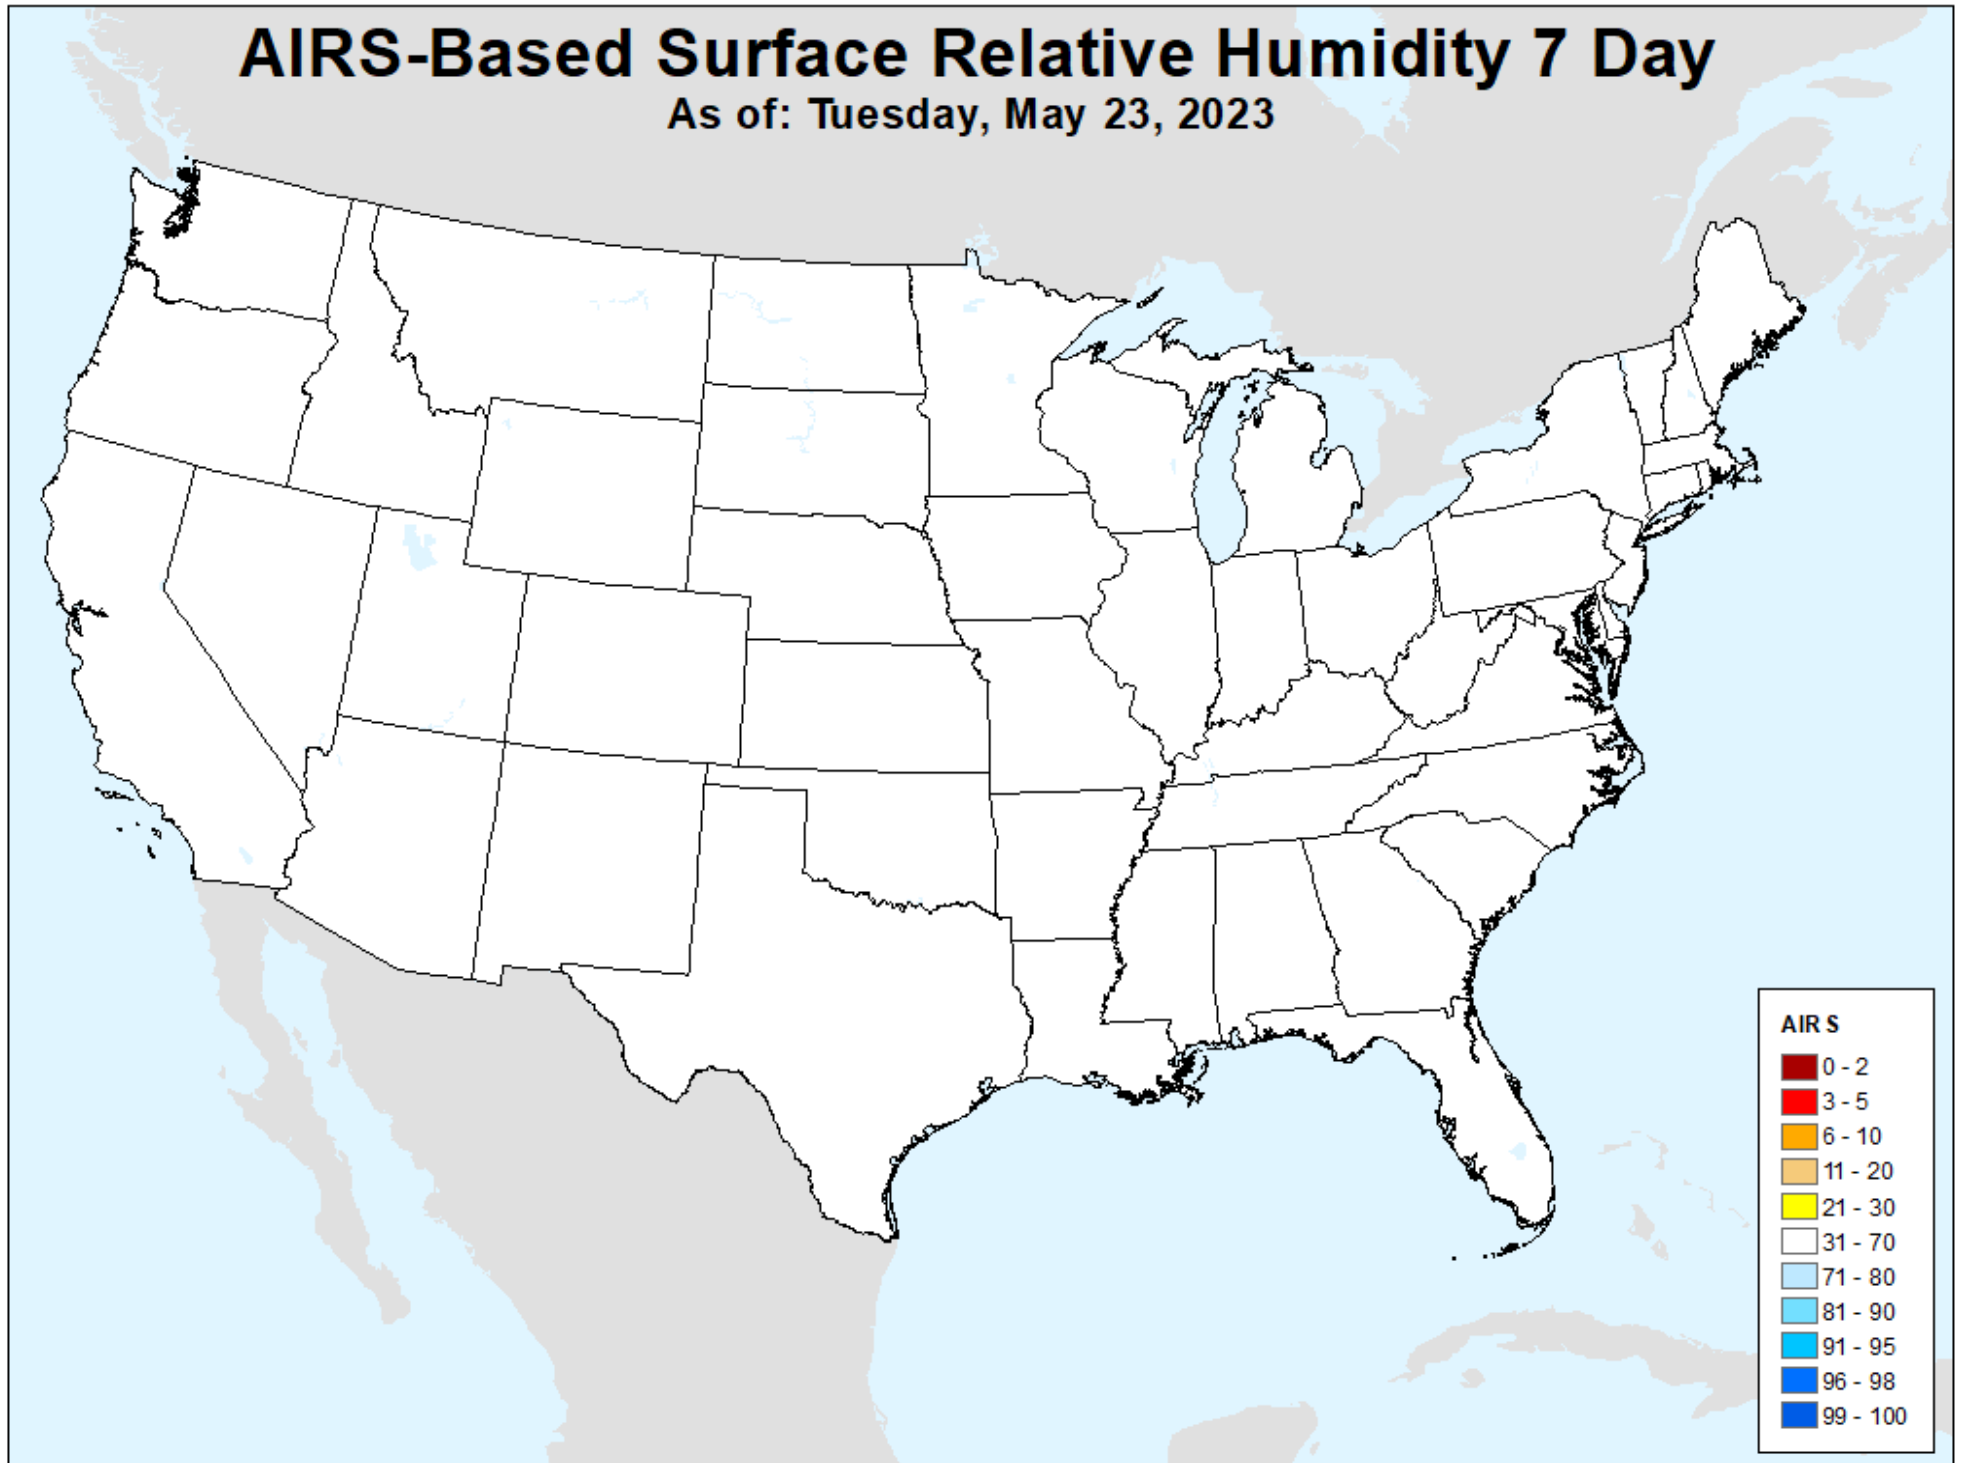 AIRS-Based Surface Relative Humidity 7 Day
As of: Tuesday, May 23, 2023
AIRS
0 - 2
3 - 5
6 - 10
11 - 20
21 - 30
31 - 70
71 - 80
81 - 90
91 - 95
96 - 98
99 - 100